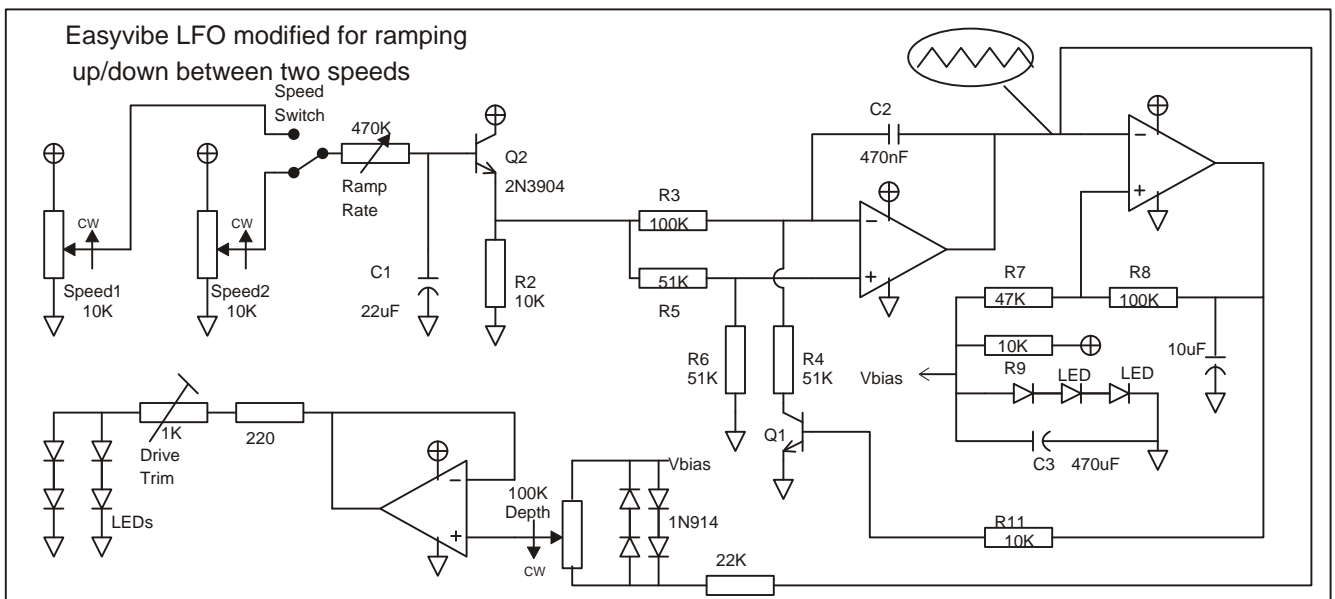 Easyvibe LFO modified for ramping
up/down between two speeds
Speed
Switch
470K
Ramp
Rate
CW
Speed1
10K
CW
Speed2
10K
C1
22uF
Q2
2N3904
R2
10K
R3
100K
51K
R5
R6
51K
R4
51K
C2
470nF
-
+
-
+
R7
47K
R8
100K
10K
R9
LED
LED
10uF
Vbias
C3
470uF
Q1
R11
10K
1K
Drive
Trim
220
LEDs
-
+
100K
Depth
CW
Vbias
1N914
22K